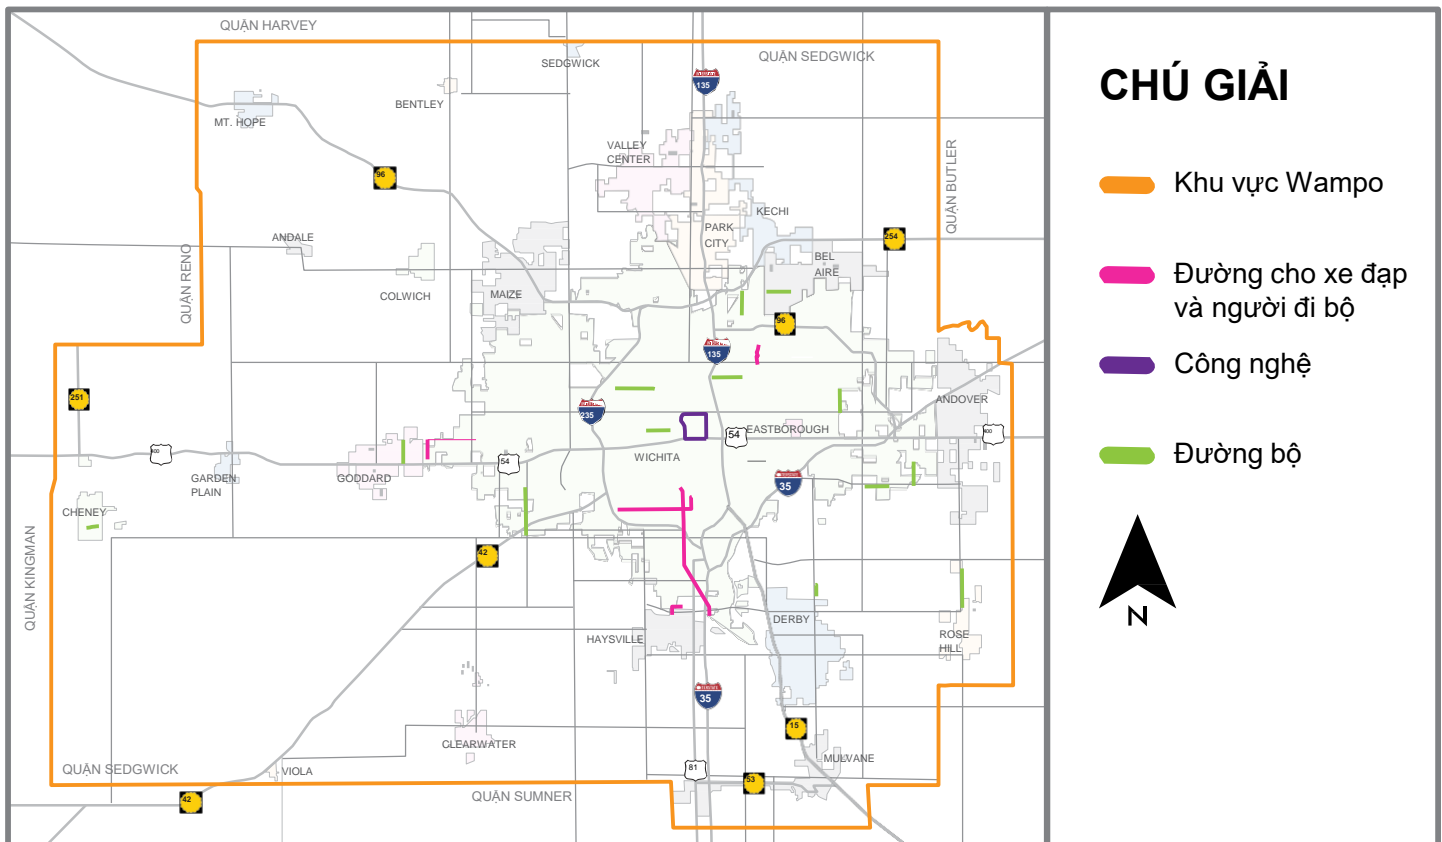 QUẬN HARVEY
SEDGWICK
QUẬN SEDGWICK
135
BENTLEY
MT. HOPE
VALLEY
CENTER
QUẬN BUTLER
96
KECHI
PARK
CITY
ANDALE
254
QUẬN RENO
BEL
AIRE
COLWICH
MAIZE
96
135
251
ANDOVER
235
EASTBOROUGH
54
400
400
WICHITA
54
GARDEN
PLAIN
GODDARD
35
CHENEY
QUẬN KINGMAN
42
DERBY
HAYSVILLE
ROSE
HILL
35
15
CLEARWATER
MULVANE
QUẬN SEDGWICK
VIOLA
81
53
42
QUẬN SUMNER
CHÚ GIẢI
Khu vực Wampo
Đường cho xe đạp
và người đi bộ
Công nghệ
Đường bộ
N